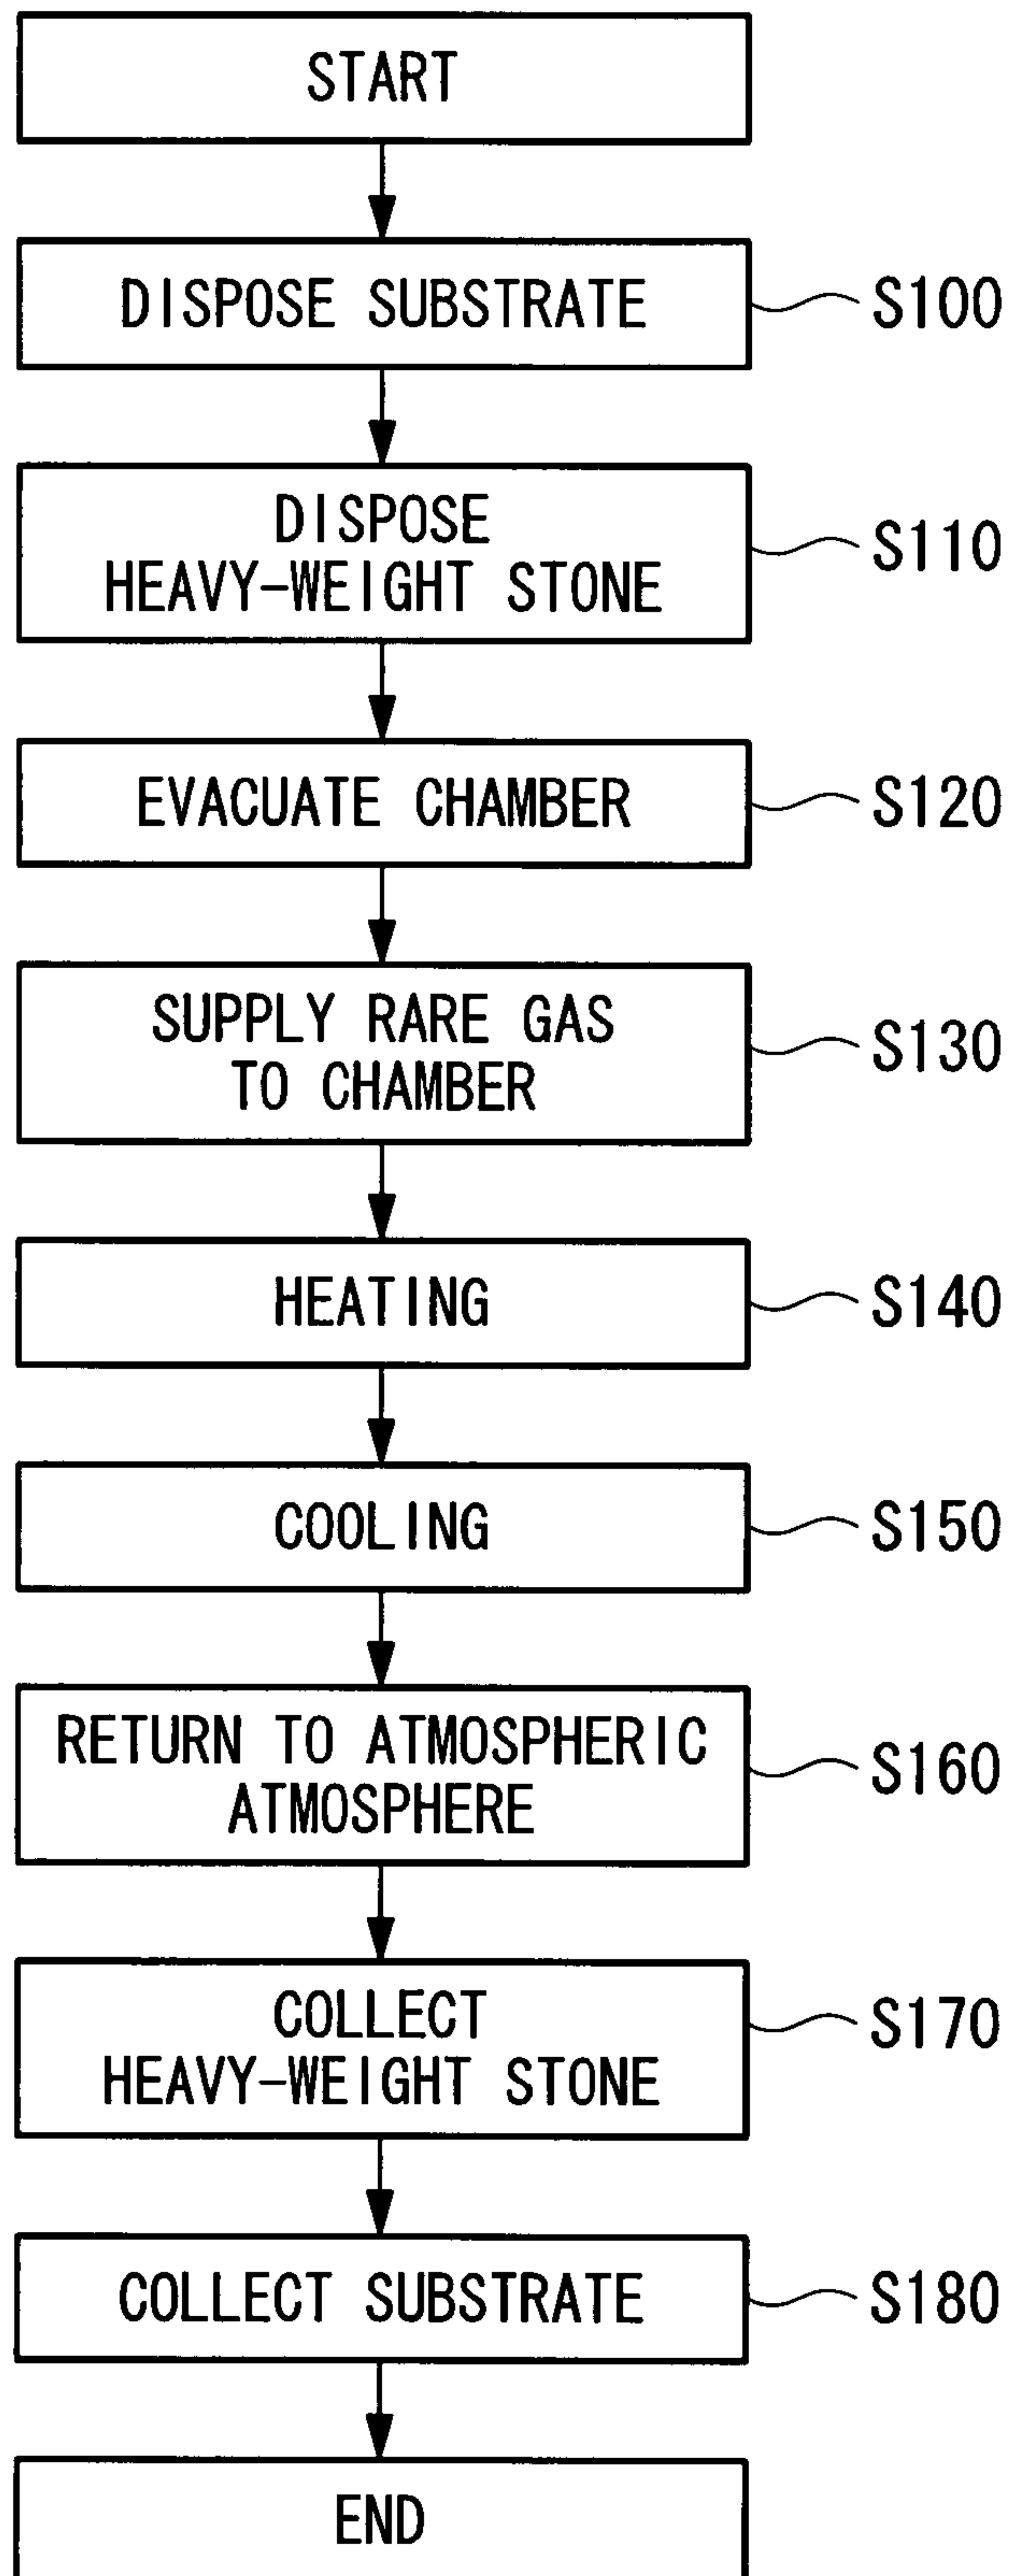 START
DISPOSE SUBSTRATE
S100
DISPOSE
HEAVY-WEIGHT STONE
S110
EVACUATE CHAMBER
S120
SUPPLY RARE GAS
TO CHAMBER
S130
HEATING
S140
COOLING
S150
RETURN TO ATMOSPHERIC
ATMOSPHERE
S160
COLLECT
HEAVY-WEIGHT STONE
S170
COLLECT SUBSTRATE
S180
END